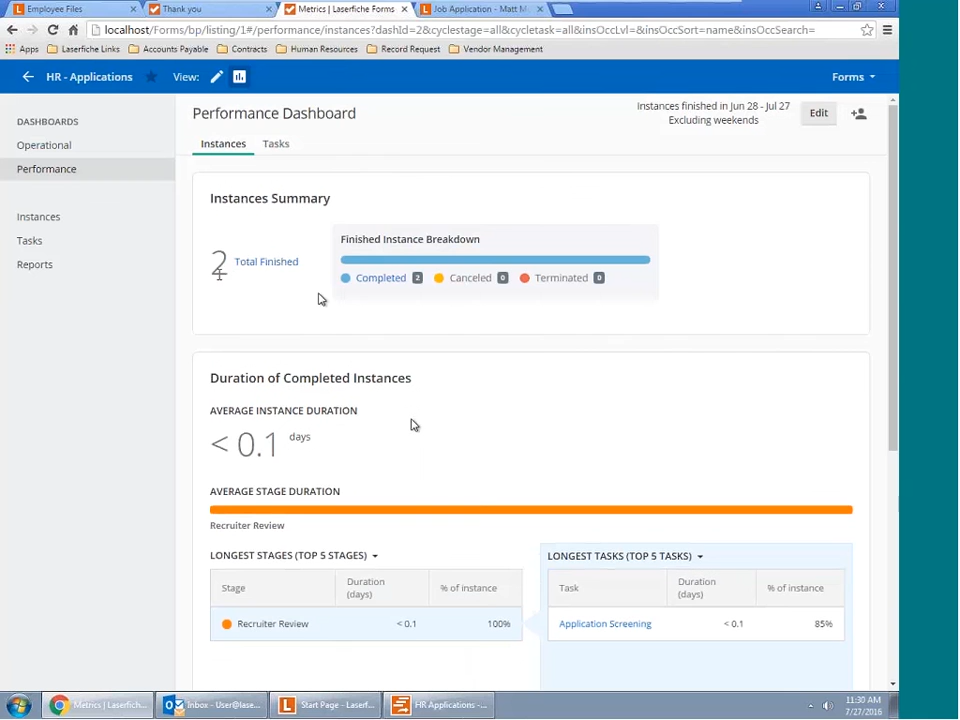 Employee Files
Thank you
Metrics | Laserfiche Forms
Job Application - Matt M
localhost/Forms/bp/listing/1#/performance/instances?dashId=2&cyclestage=all&cycletask=all&insOccLvl=&insOccSort=name&insOccSearch=
Apps
Laserfiche Links
Accounts Payable
Contracts
Human Resources
Record Request
Vendor Management
HR - Applications
View:
Forms
DASHBOARDS
Operational
Performance
Instances
Tasks
Reports
Performance Dashboard
Instances finished in Jun 28 - Jul 27
Excluding weekends
Edit
Instances
Tasks
Instances Summary
2
Total Finished
Finished Instance Breakdown
Completed 2
Canceled 0
Terminated 0
Duration of Completed Instances
AVERAGE INSTANCE DURATION
< 0.1 days
AVERAGE STAGE DURATION
Recruiter Review
LONGEST STAGES (TOP 5 STAGES)
Stage
Duration
(days)
% of instance
Recruiter Review
< 0.1
100%
LONGEST TASKS (TOP 5 TASKS)
Task
Duration
(days)
% of instance
Application Screening
< 0.1
85%
Metrics | Laserfich...
Inbox - User@lase...
Start Page - Laserf...
HR Applications -...
11:30 AM
7/27/2016